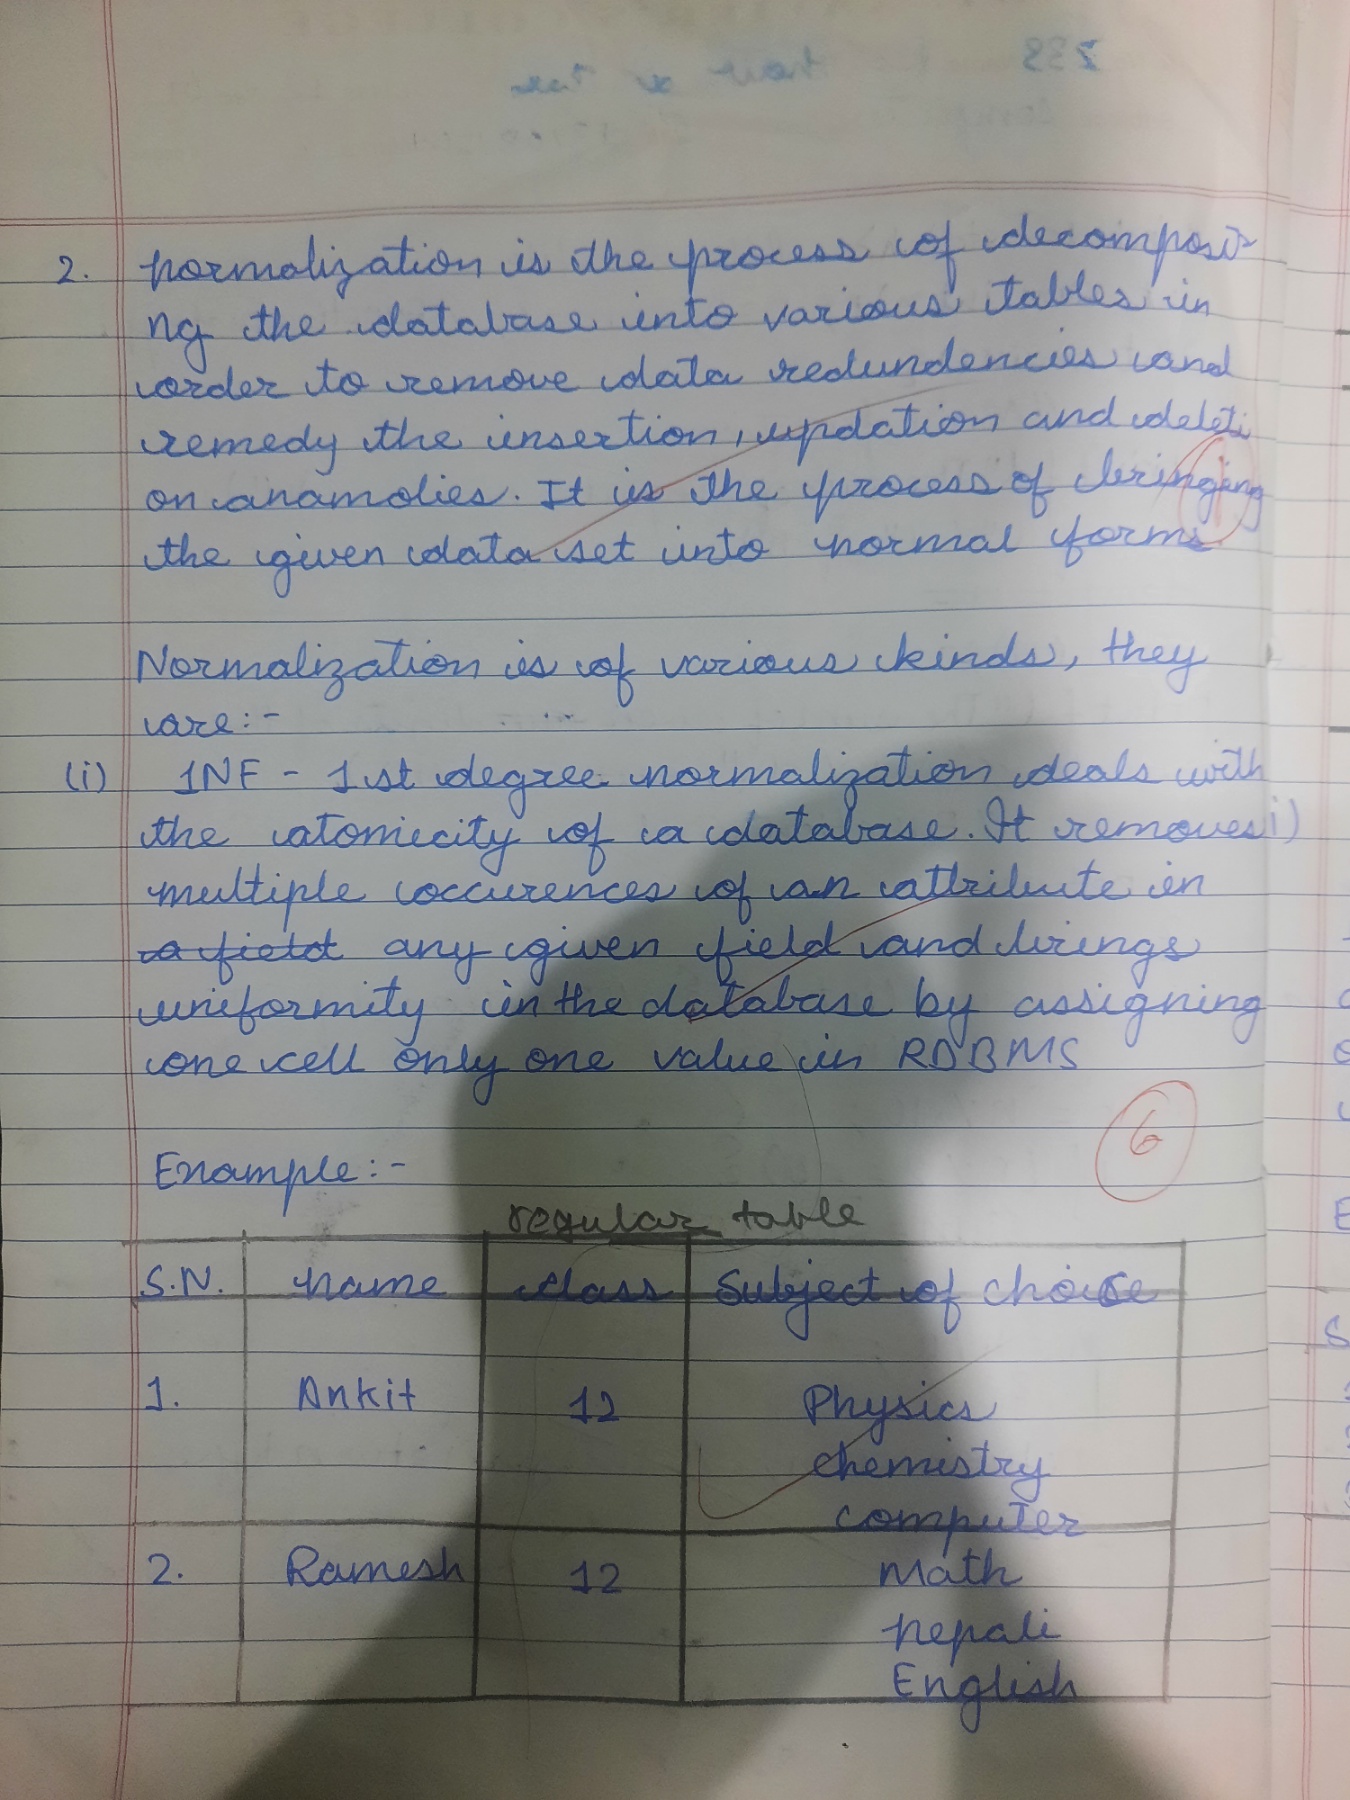 2. normalization is the process of decomposi
ng the database into various tables in
order to remove data redundencies and
remedy the insertion, updation and deleti
on anamolies. It is the process of bringing
the given data set into normal forms
Normalization is of various kinds, they
are:-
(i) 1NF - 1st degree normalization deals with
the atomicity of a database. It removes
multiple occurences of an attribute in
a field any given field and brings
uniformity in the database by assigning
one cell only one value in RDBMS
6
Example:-
regular table
S.N. name class Subject of choice
1. Ankit 12 Physics
chemistry
computer
2. Ramesh 12 Math
nepali
English